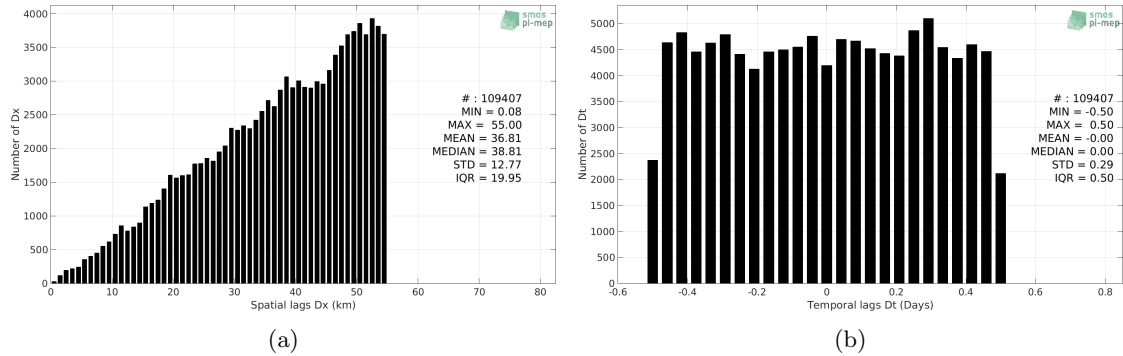 4000
3500
3000
2500
2000
1500
1000
500
0
Number of Dx
0 10 20 30 40 50 60 70 80
Spatial lags Dx (km)
smos
pi-mep
# : 109407
MIN = 0.08
MAX = 55.00
MEAN = 36.81
MEDIAN = 38.81
STD = 12.77
IQR = 19.95
(a)
5000
4500
4000
3500
3000
2500
2000
1500
1000
500
0
Number of Dt
-0.6 -0.4 -0.2 0 0.2 0.4 0.6 0.8
Temporal lags Dt (Days)
smos
pi-mep
# : 109407
MIN = -0.50
MAX = 0.50
MEAN = -0.00
MEDIAN = 0.00
STD = 0.29
IQR = 0.50
(b)